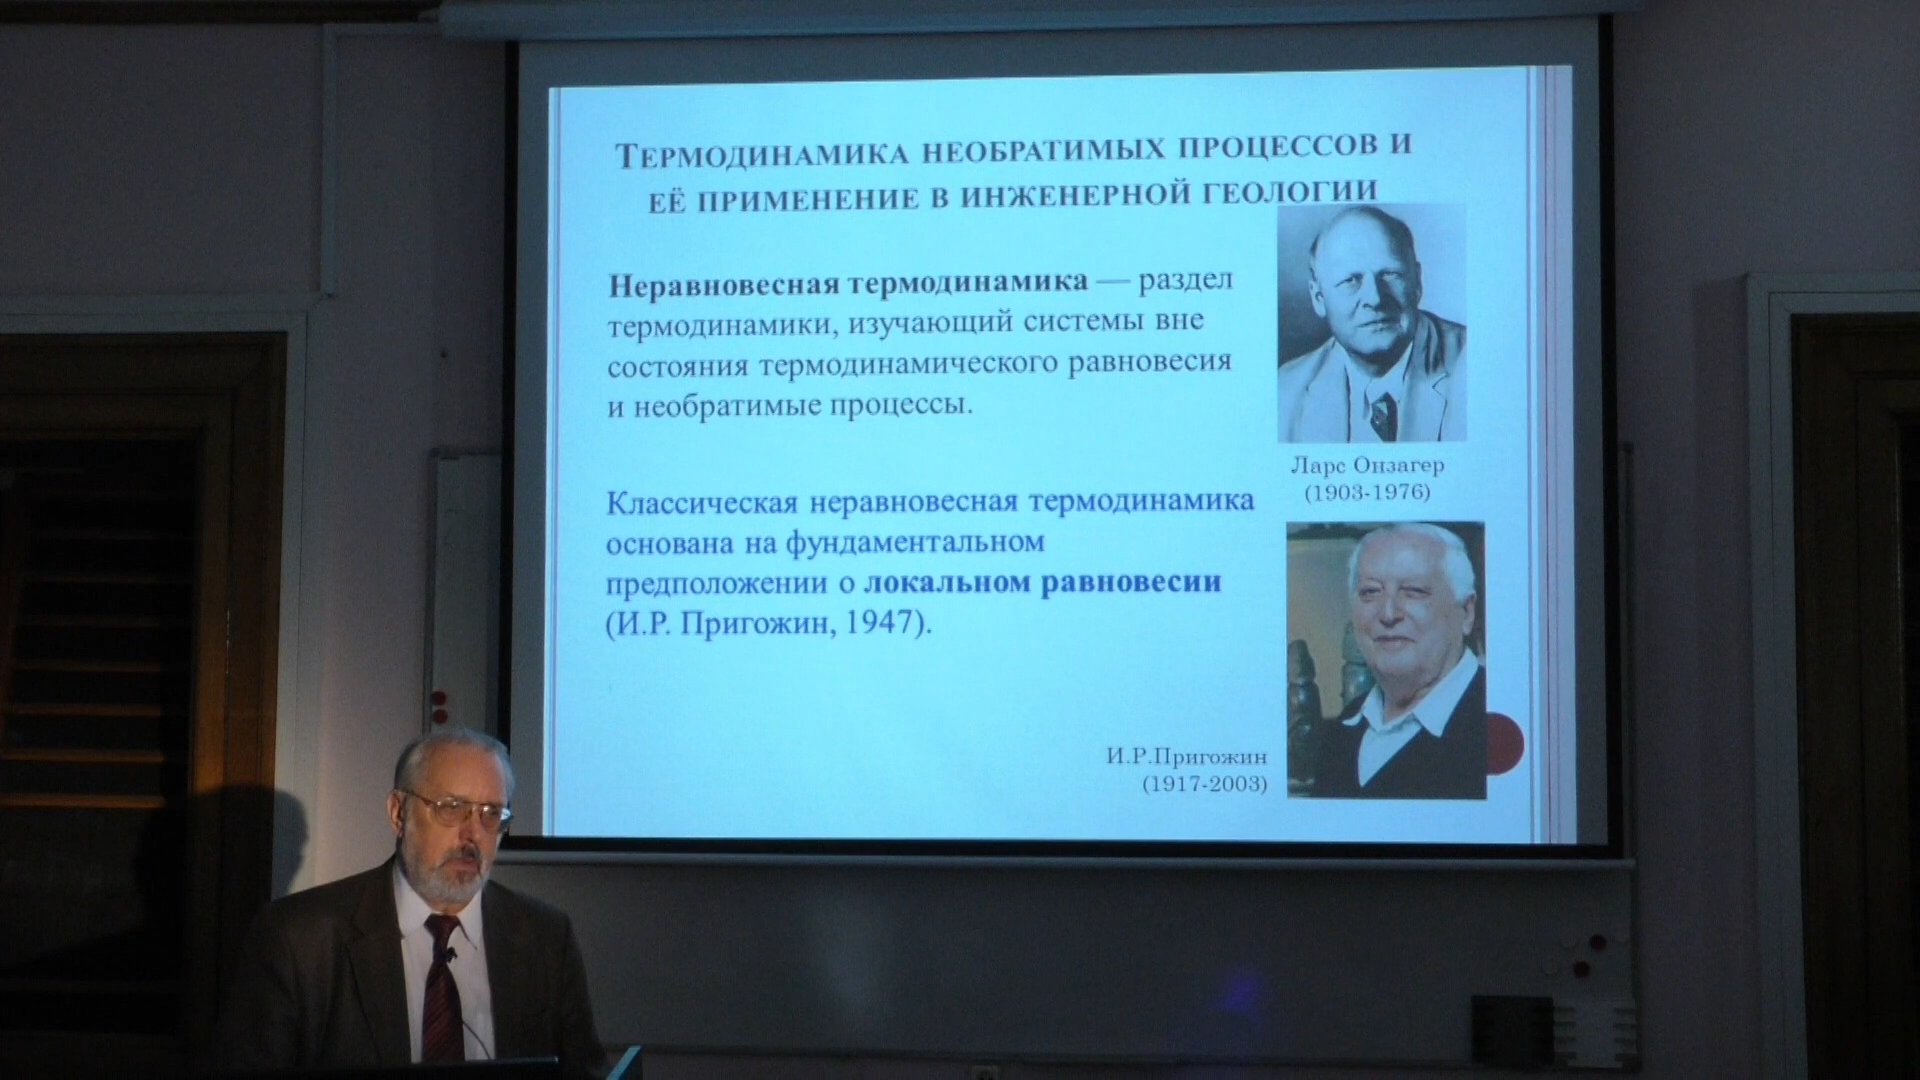 ТЕРМОДИНАМИКА НЕОБРАТИМЫХ ПРОЦЕССОВ И
ЕЁ ПРИМЕНЕНИЕ В ИНЖЕНЕРНОЙ ГЕОЛОГИИ
Неравновесная термодинамика — раздел
термодинамики, изучающий системы вне
состояния термодинамического равновесия
и необратимые процессы.
Ларс Онзагер
(1903-1976)
Классическая неравновесная термодинамика
основана на фундаментальном
предположении о локальном равновесии
(И.Р. Пригожин, 1947).
И.Р.Пригожин
(1917-2003)